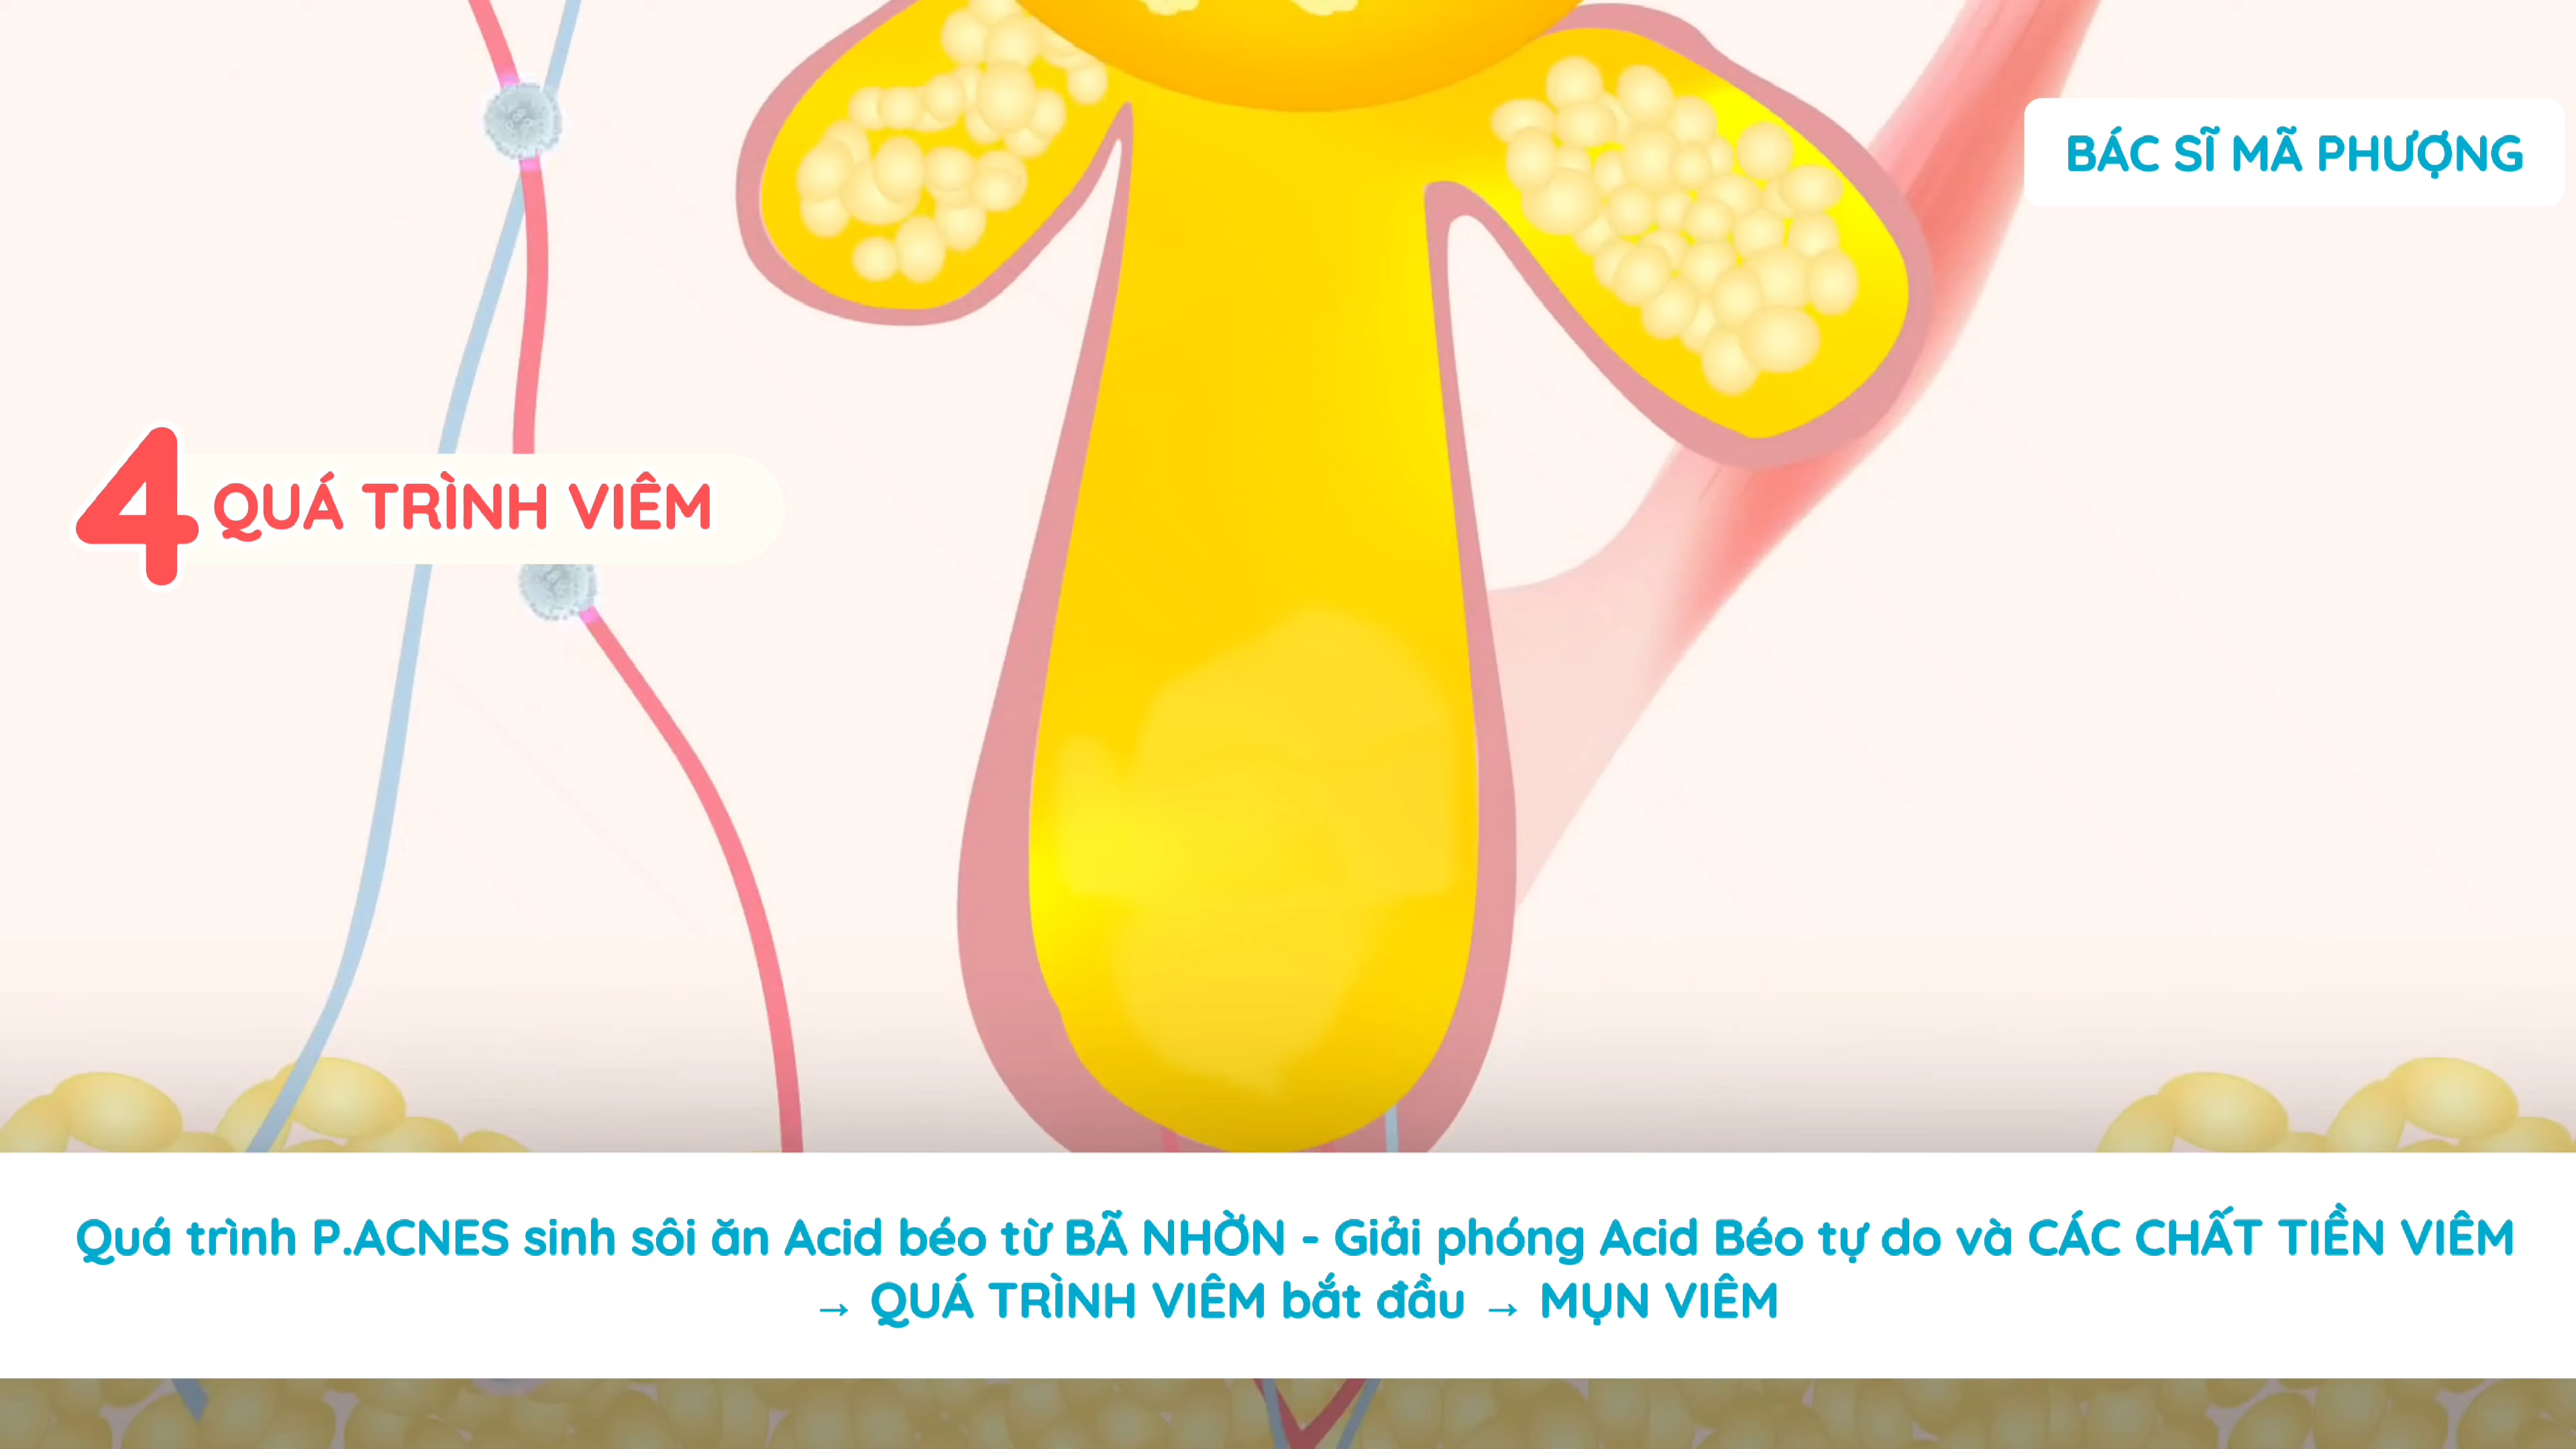 BÁC SĨ MÃ PHƯỢNG
4 QUÁ TRÌNH VIÊM
Quá trình P.ACNES sinh sôi ăn Acid béo từ BÃ NHỜN - Giải phóng Acid Béo tự do và CÁC CHẤT TIỀN VIÊM
→ QUÁ TRÌNH VIÊM bắt đầu → MỤN VIÊM